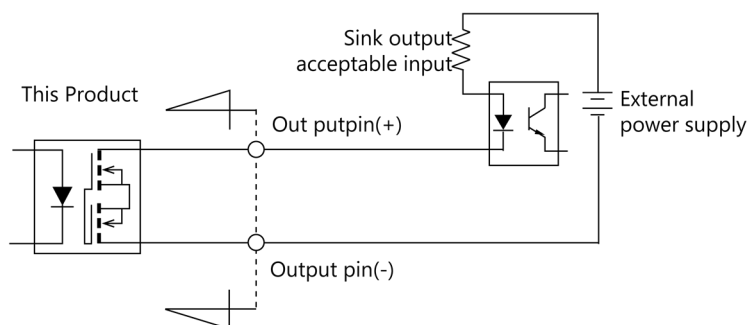 Sink output
acceptable input
This Product
External
power supply
Out putpin(+)
Output pin(-)